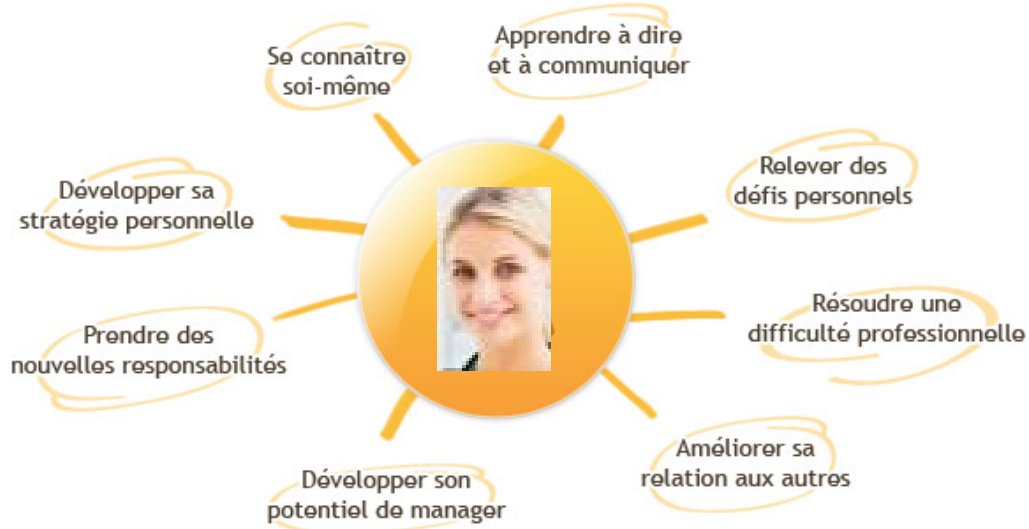 Se connaître
soi-même
Apprendre à dire
et à communiquer
Relever des
défis personnels
Résoudre une
difficulté professionnelle
Améliorer sa
relation aux autres
Développer son
potentiel de manager
Prendre des
nouvelles responsabilités
Développer sa
stratégie personnelle